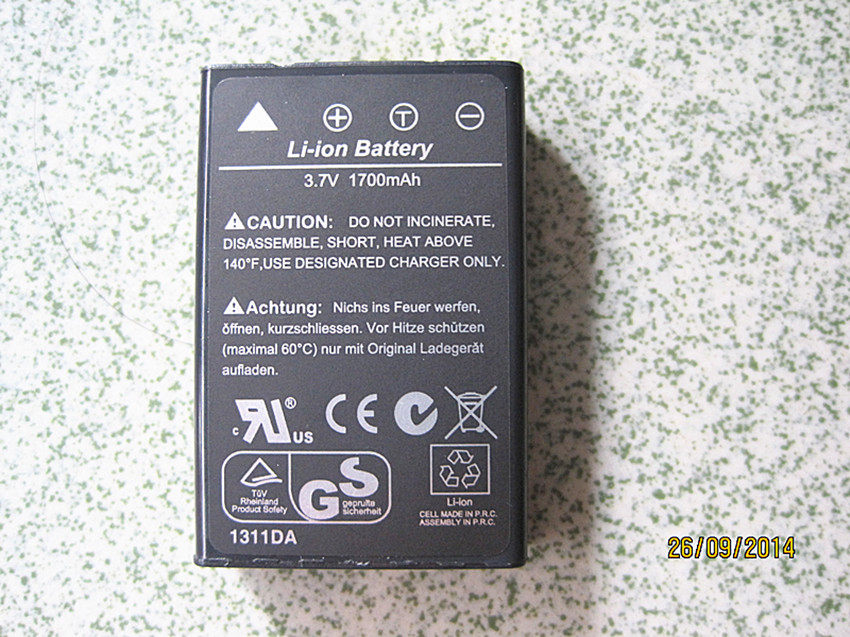 + T −
Li-ion Battery
3.7V 1700mAh
CAUTION: DO NOT INCINERATE,
DISASSEMBLE, SHORT, HEAT ABOVE
140°F,USE DESIGNATED CHARGER ONLY.
Achtung: Nichs ins Feuer werfen,
öffnen, kurzschliessen. Vor Hitze schützen
(maximal 60°C) nur mit Original Ladegerät
aufladen.
c RU ® US CE
TÜV
Rheinland
Product Safety
GS
geprüfte
sicherheit
Li-ion
CELL MADE IN P.R.C.
ASSEMBLY IN P.R.C.
1311DA
26/09/2014